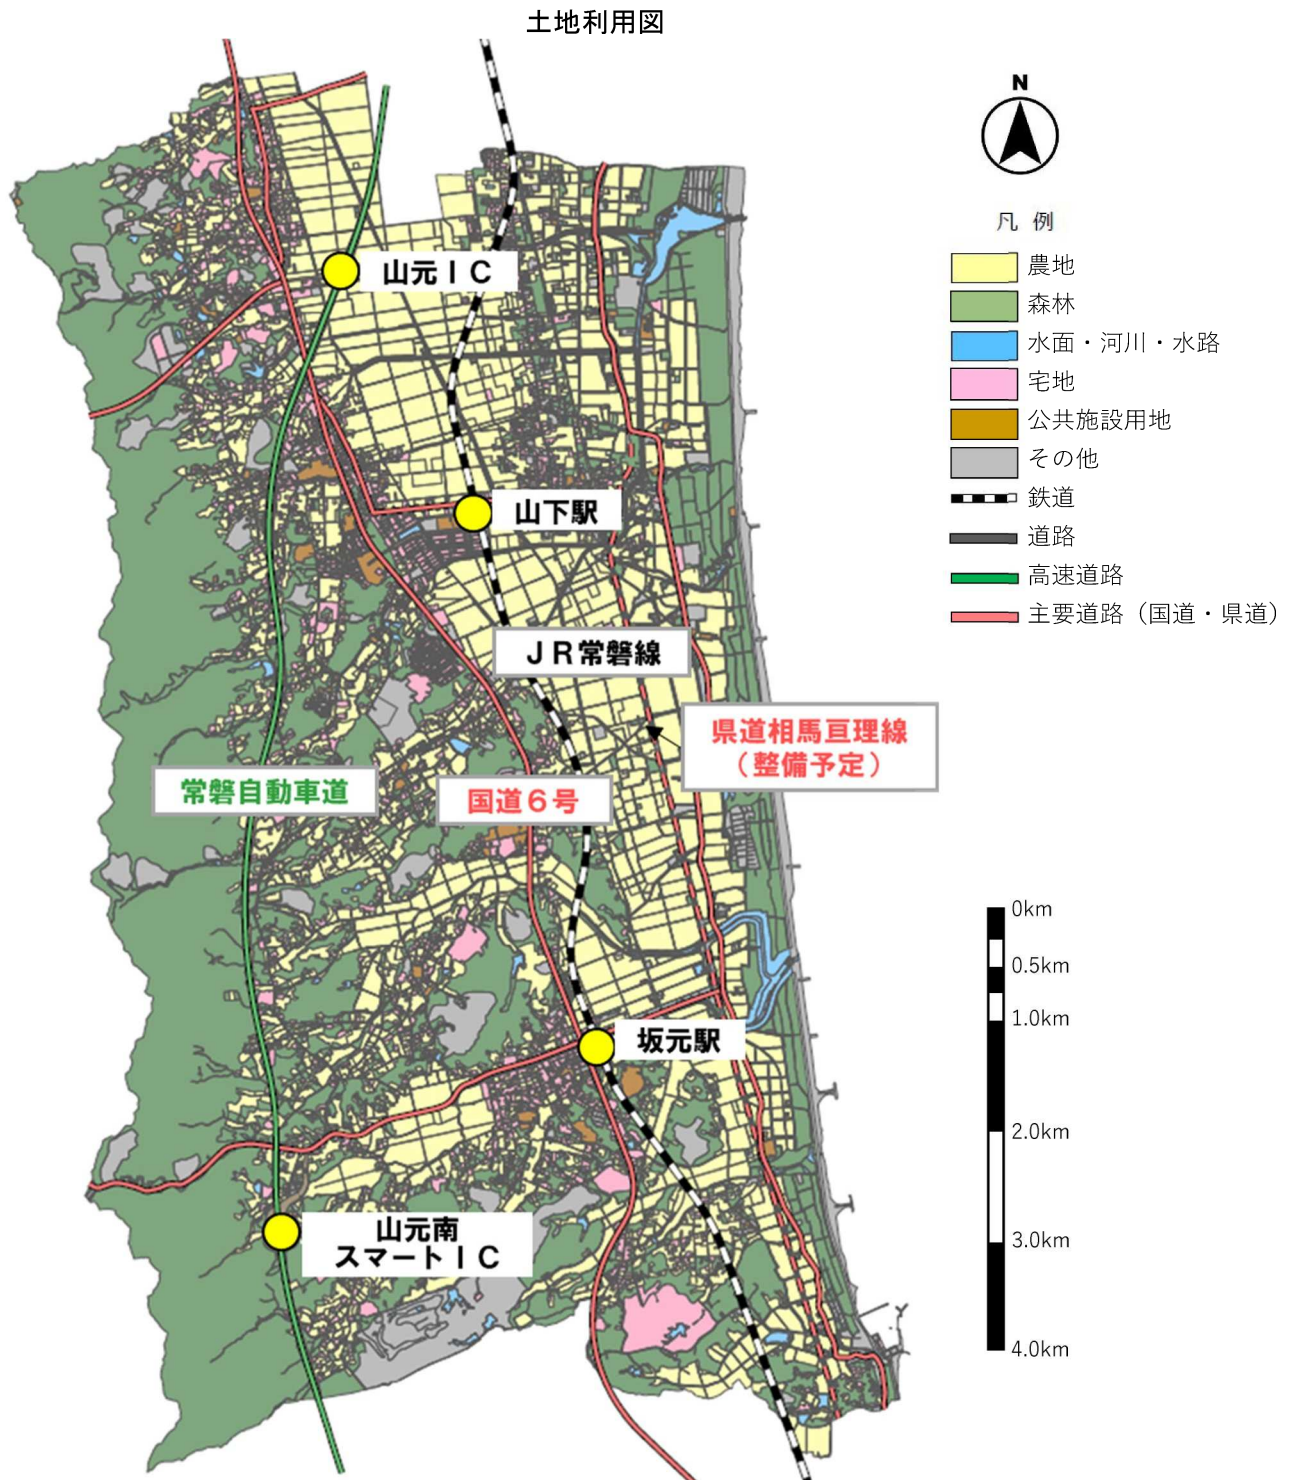 土地利用図
N
凡 例
農地
森林
水面・河川・水路
宅地
公共施設用地
その他
鉄道
道路
高速道路
主要道路（国道・県道）
山元ＩＣ
山下駅
ＪＲ常磐線
県道相馬亘理線
（整備予定）
常磐自動車道
国道６号
坂元駅
山元南
スマートＩＣ
0km
0.5km
1.0km
2.0km
3.0km
4.0km